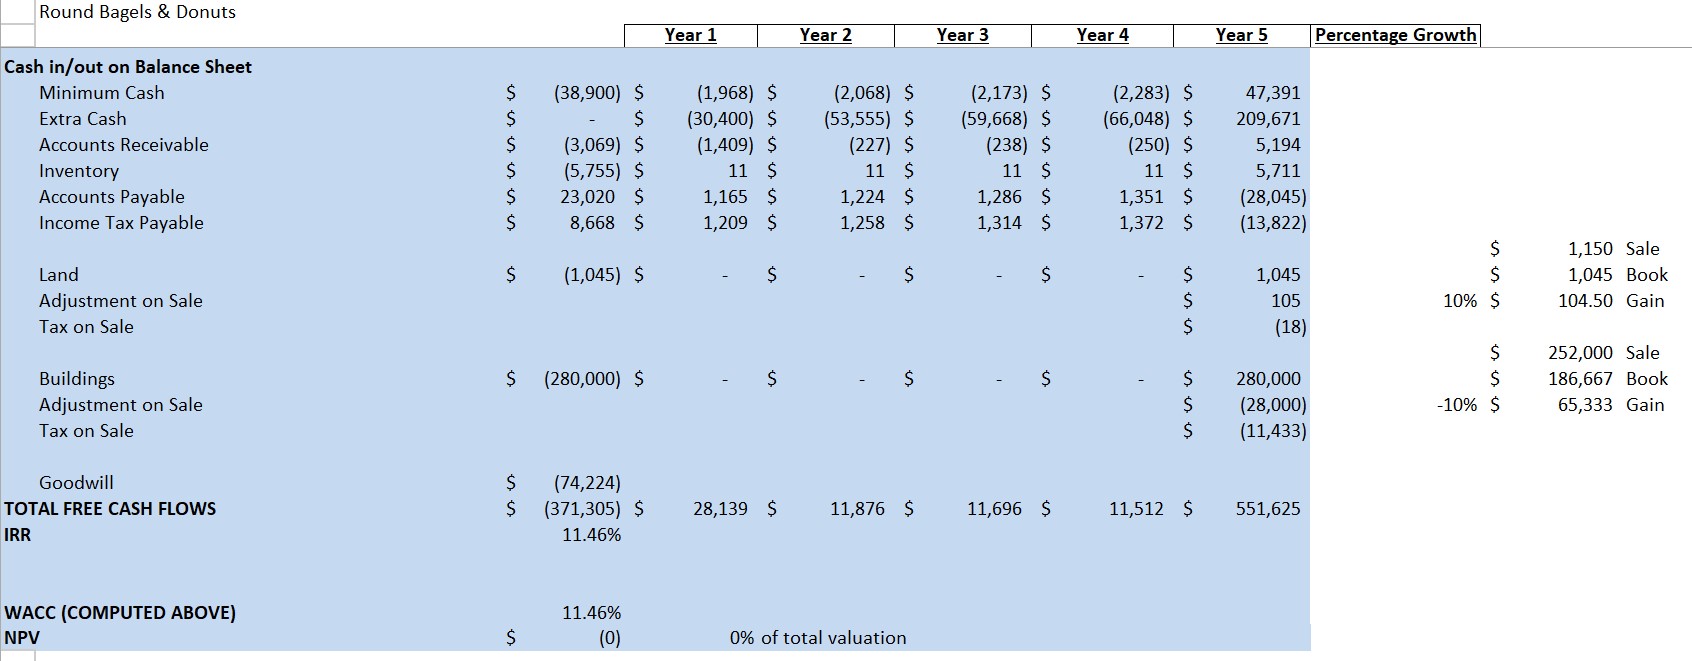 Round Bagels & Donuts
Year 1 Year 2 Year 3 Year 4 Year 5 Percentage Growth
Cash in/out on Balance Sheet
Minimum Cash $ (38,900) $ (1,968) $ (2,068) $ (2,173) $ (2,283) $ 47,391
Extra Cash $ - $ (30,400) $ (53,555) $ (59,668) $ (66,048) $ 209,671
Accounts Receivable $ (3,069) $ (1,409) $ (227) $ (238) $ (250) $ 5,194
Inventory $ (5,755) $ 11 $ 11 $ 11 $ 11 $ 5,711
Accounts Payable $ 23,020 $ 1,165 $ 1,224 $ 1,286 $ 1,351 $ (28,045)
Income Tax Payable $ 8,668 $ 1,209 $ 1,258 $ 1,314 $ 1,372 $ (13,822)
$ 1,150 Sale
Land $ (1,045) $ - $ - $ - $ - $ 1,045 $ 1,045 Book
Adjustment on Sale $ 105 10% $ 104.50 Gain
Tax on Sale $ (18)
$ 252,000 Sale
Buildings $ (280,000) $ - $ - $ - $ - $ 280,000 $ 186,667 Book
Adjustment on Sale $ (28,000) -10% $ 65,333 Gain
Tax on Sale $ (11,433)
Goodwill $ (74,224)
TOTAL FREE CASH FLOWS $ (371,305) $ 28,139 $ 11,876 $ 11,696 $ 11,512 $ 551,625
IRR 11.46%
WACC (COMPUTED ABOVE) 11.46%
NPV $ (0) 0% of total valuation